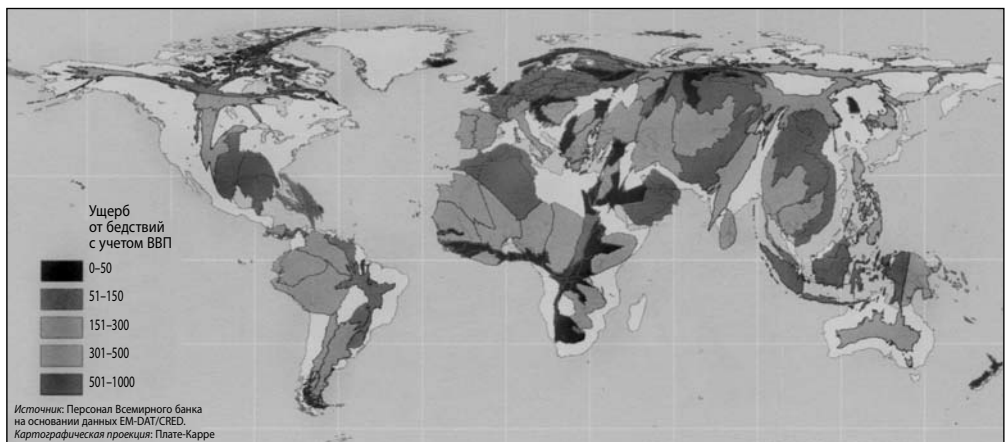 Ущерб
от бедствий
с учетом ВВП
0–50
51–150
151–300
301–500
501–1000
Источник: Персонал Всемирного банка
на основании данных EM-DAT/CRED.
Картографическая проекция: Плате-Карре